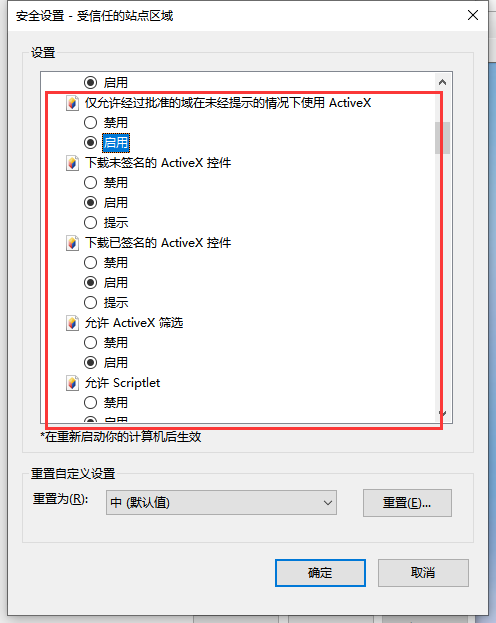 安全设置 - 受信任的站点区域
设置
启用
仅允许经过批准的域在未经提示的情况下使用 ActiveX
禁用
启用
下载未签名的 ActiveX 控件
禁用
启用
提示
下载已签名的 ActiveX 控件
禁用
启用
提示
允许 ActiveX 筛选
禁用
启用
允许 Scriptlet
禁用
启用
*在重新启动你的计算机后生效
重置自定义设置
重置为(R):
中 (默认值)
重置(E)...
确定
取消